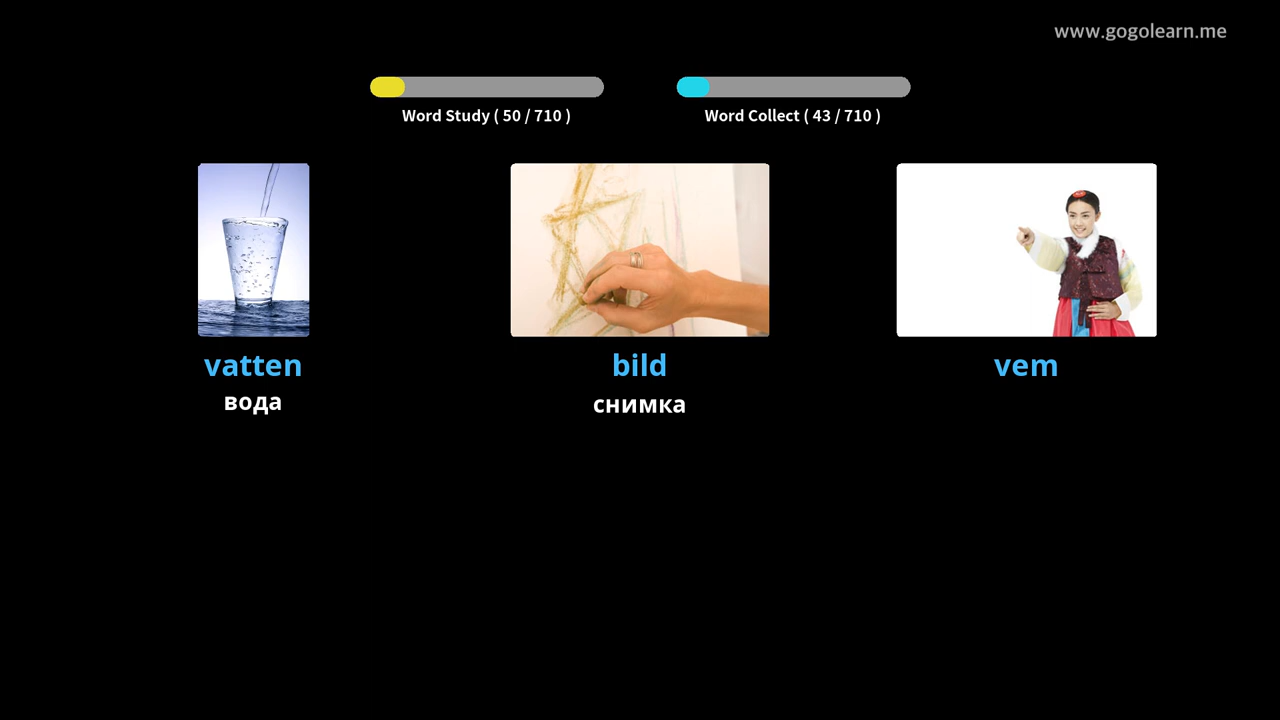 www.gogolearn.me
Word Study ( 50 / 710 )
Word Collect ( 43 / 710 )
vatten
bild
vem
вода
снимка